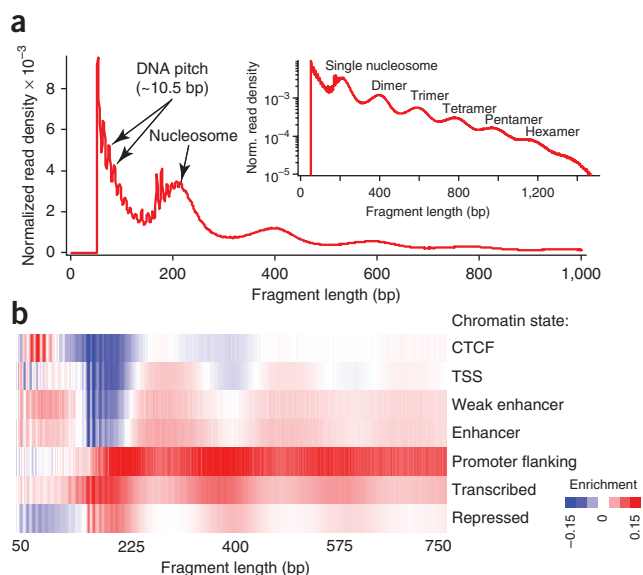 a
Normalized read density × 10⁻³
8
6
4
2
0
DNA pitch
(~10.5 bp)
Nucleosome
0
200
400
600
800
1,000
Fragment length (bp)
Norm. read density
10⁻³
10⁻⁴
10⁻⁵
Single nucleosome
Dimer
Trimer
Tetramer
Pentamer
Hexamer
0
400
800
1,200
Fragment length (bp)
b
Chromatin state:
CTCF
TSS
Weak enhancer
Enhancer
Promoter flanking
Transcribed
Repressed
50
225
400
575
750
Fragment length (bp)
Enrichment
−0.15
0
0.15